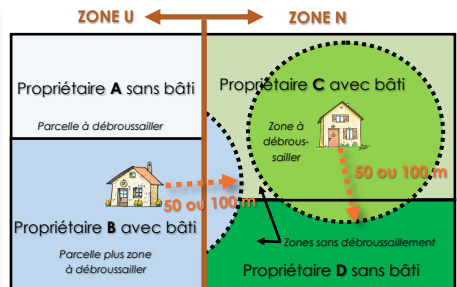 ZONE U
ZONE N
Propriétaire A sans bâti
Parcelle à débroussailler
Propriétaire C avec bâti
Zone à
débrous-
sailler
50 ou 100 m
50 ou 100 m
Propriétaire B avec bâti
Parcelle plus zone
à débroussailler
Zones sans débroussaillement
Propriétaire D sans bâti